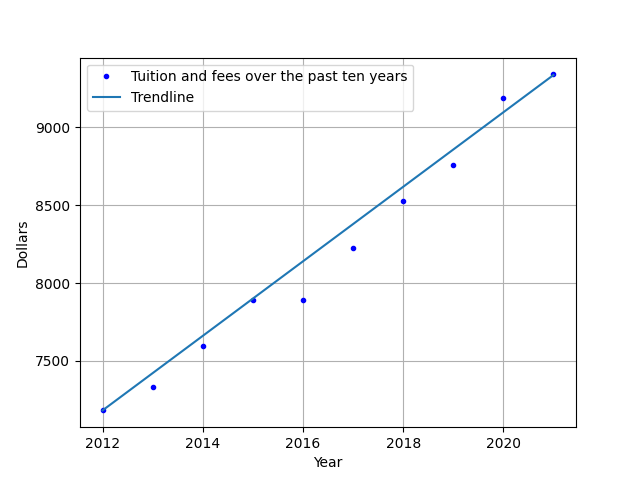 Tuition and fees over the past ten years
Trendline
9000
8500
8000
7500
Dollars
2012 2014 2016 2018 2020
Year